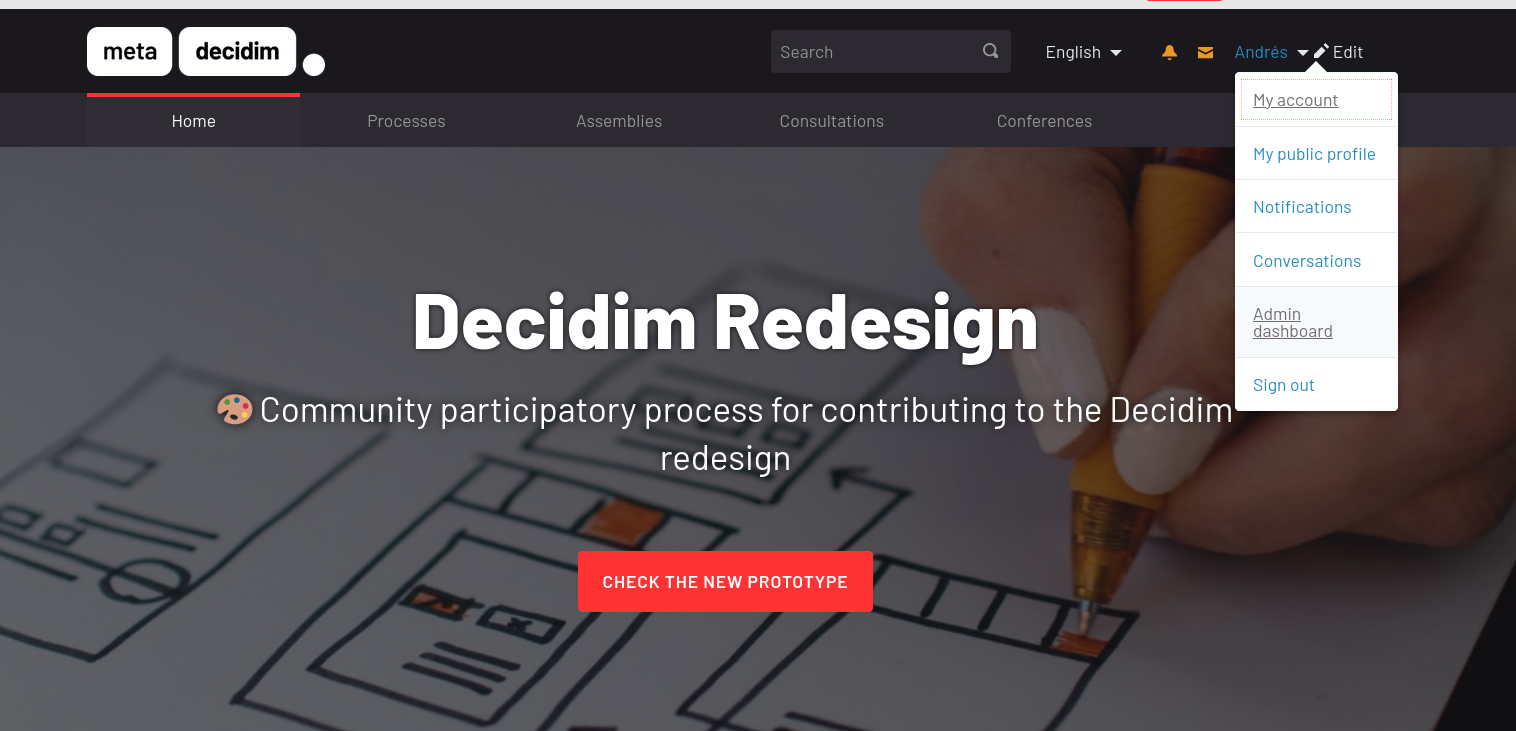 meta decidim
Search
English
Andrés
Edit
Home
Processes
Assemblies
Consultations
Conferences
My account
My public profile
Notifications
Conversations
Admin
dashboard
Sign out
Decidim Redesign
Community participatory process for contributing to the Decidim
redesign
CHECK THE NEW PROTOTYPE